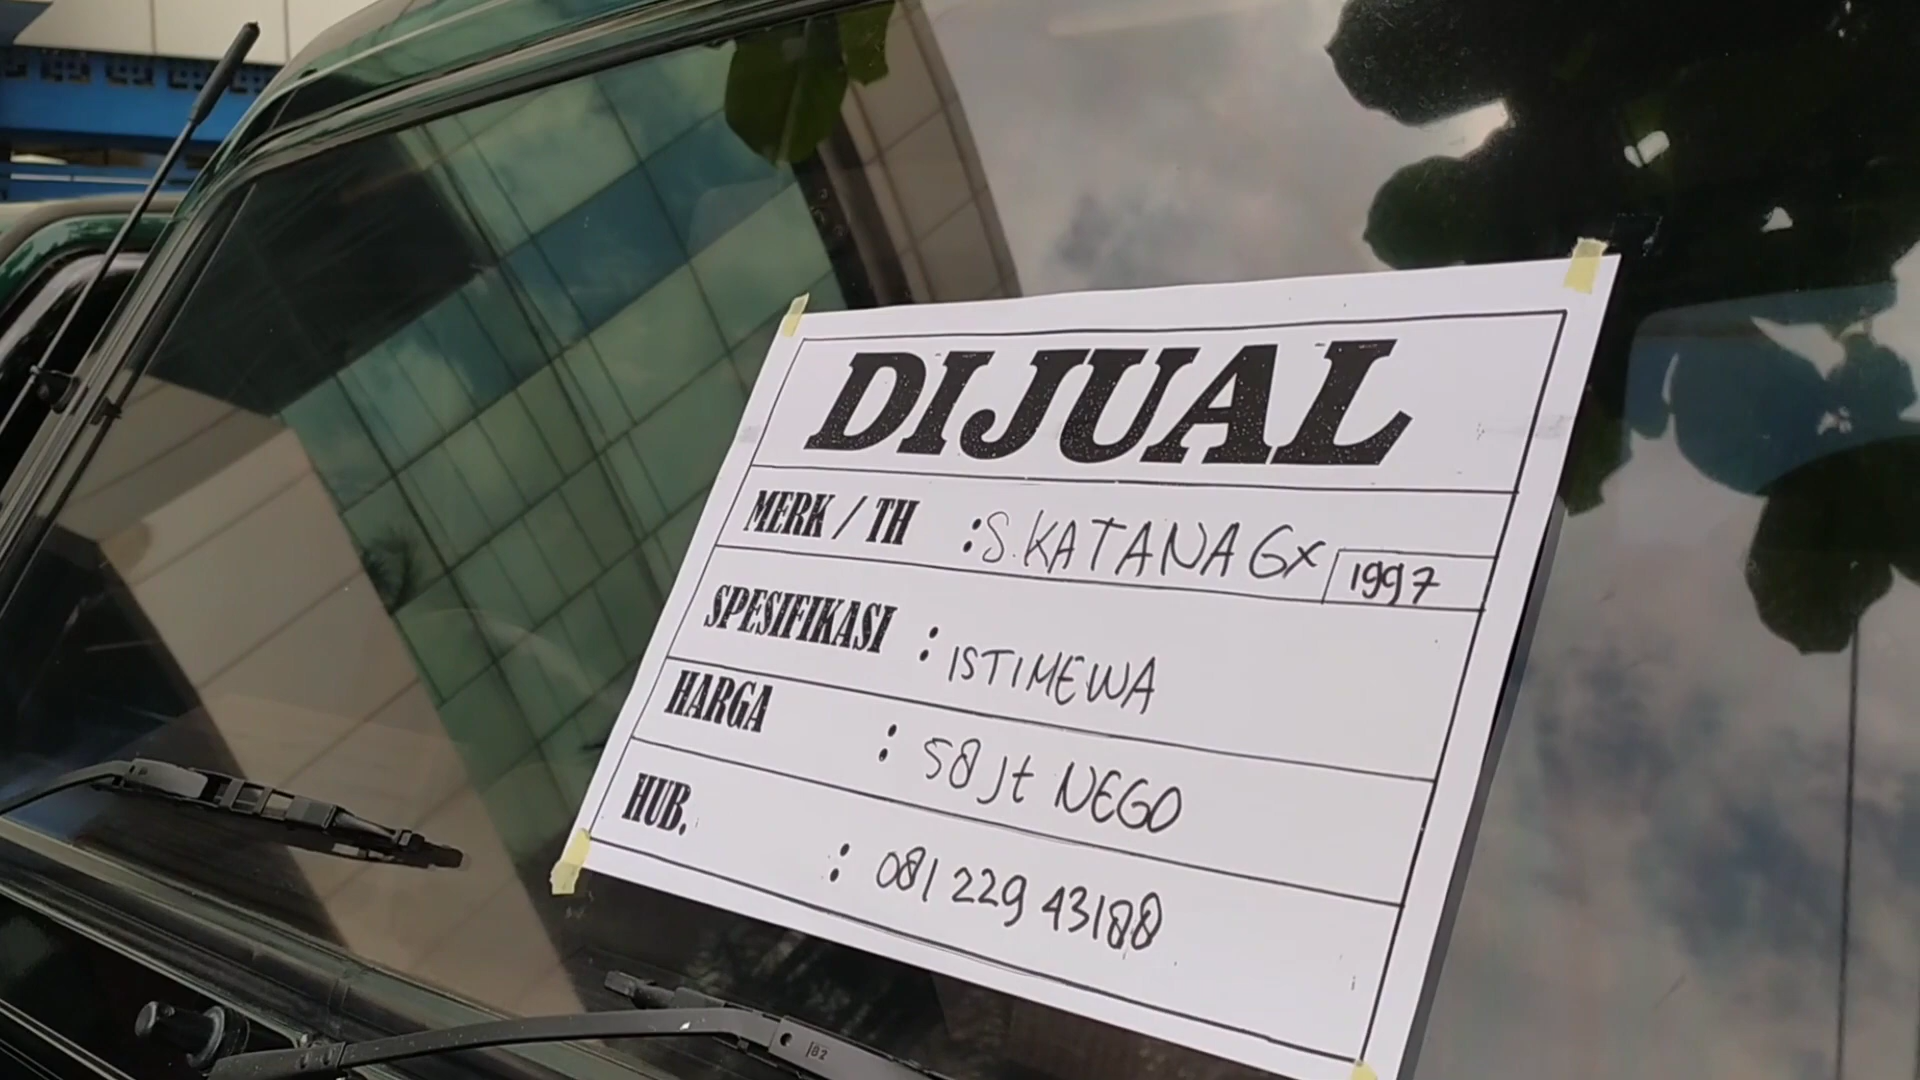 DIJUAL
MERK / TH : S. KATANA GX 1997
SPESIFIKASI : ISTIMEWA
HARGA : 58 jt NEGO
HUB. : 081 229 43188